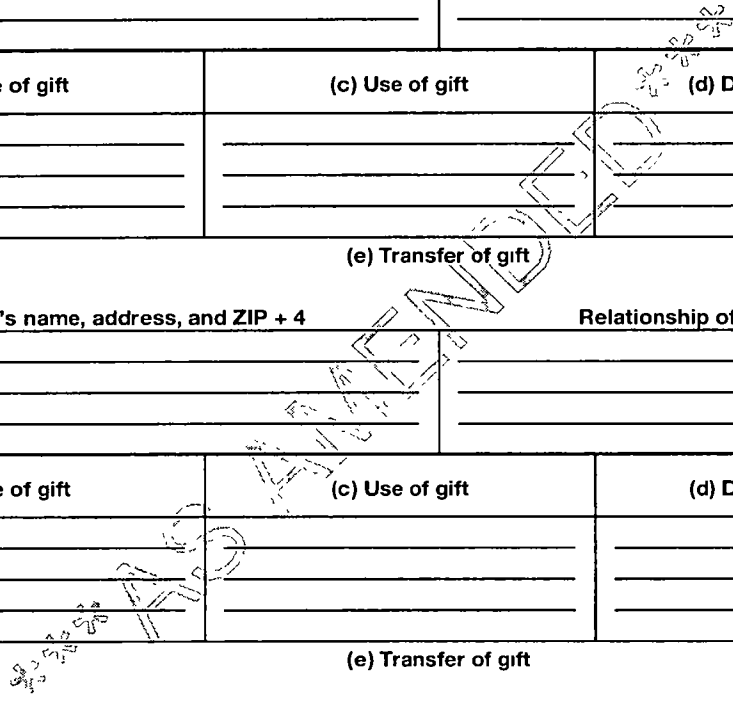 e of gift (c) Use of gift (d) D
(e) Transfer of gift
's name, address, and ZIP + 4 Relationship of
e of gift (c) Use of gift (d) D
(e) Transfer of gift
*** AS AMENDED ***